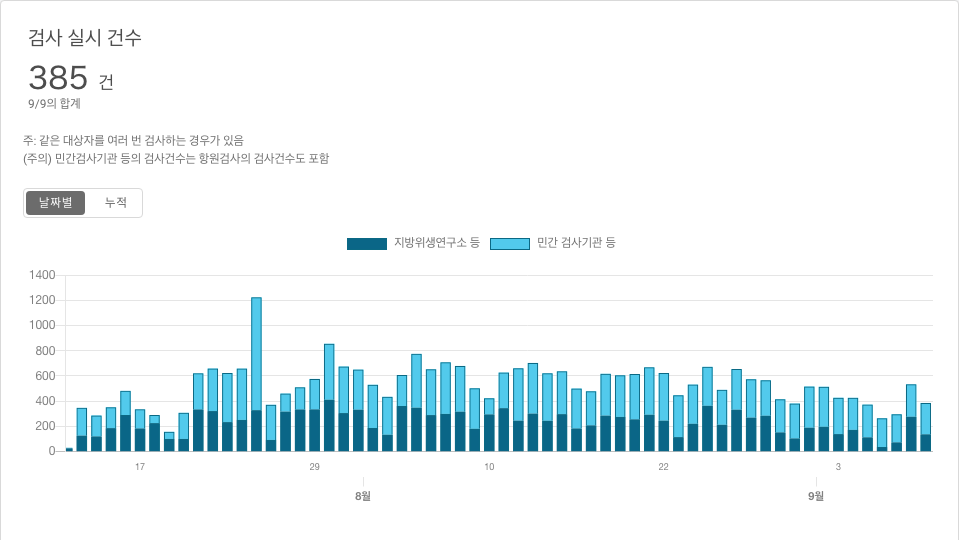 검사 실시 건수
385 건
9/9의 합계
주: 같은 대상자를 여러 번 검사하는 경우가 있음
(주의) 민간검사기관 등의 검사건수는 항원검사의 검사건수도 포함
날짜별 누적
지방위생연구소 등 민간 검사기관 등
1400
1200
1000
800
600
400
200
0
17 29 10 22 3
8월 9월